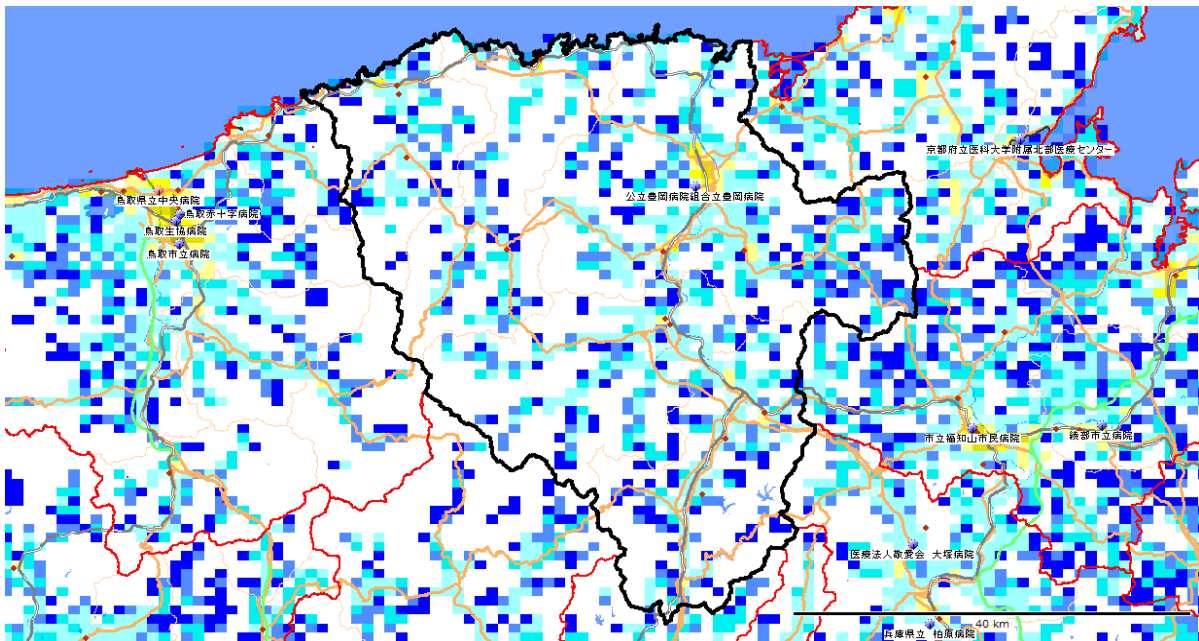 京都府立医科大学附属北部医療センター
公立豊岡病院組合立豊岡病院
鳥取県立中央病院
鳥取赤十字病院
鳥取生協病院
鳥取市立病院
市立福知山市民病院
綾部市立病院
医療法人敬愛会 大塚病院
40 km
兵庫県立 柏原病院